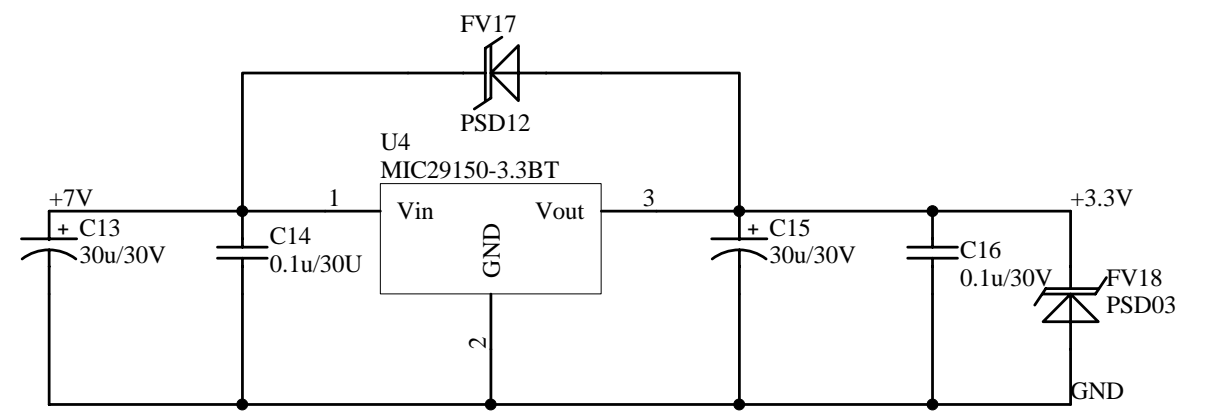 FV17
PSD12
U4
MIC29150-3.3BT
+7V
1
Vin
Vout
3
+3.3V
+ C13
30u/30V
C14
0.1u/30U
GND
+ C15
30u/30V
C16
0.1u/30V
FV18
PSD03
2
GND